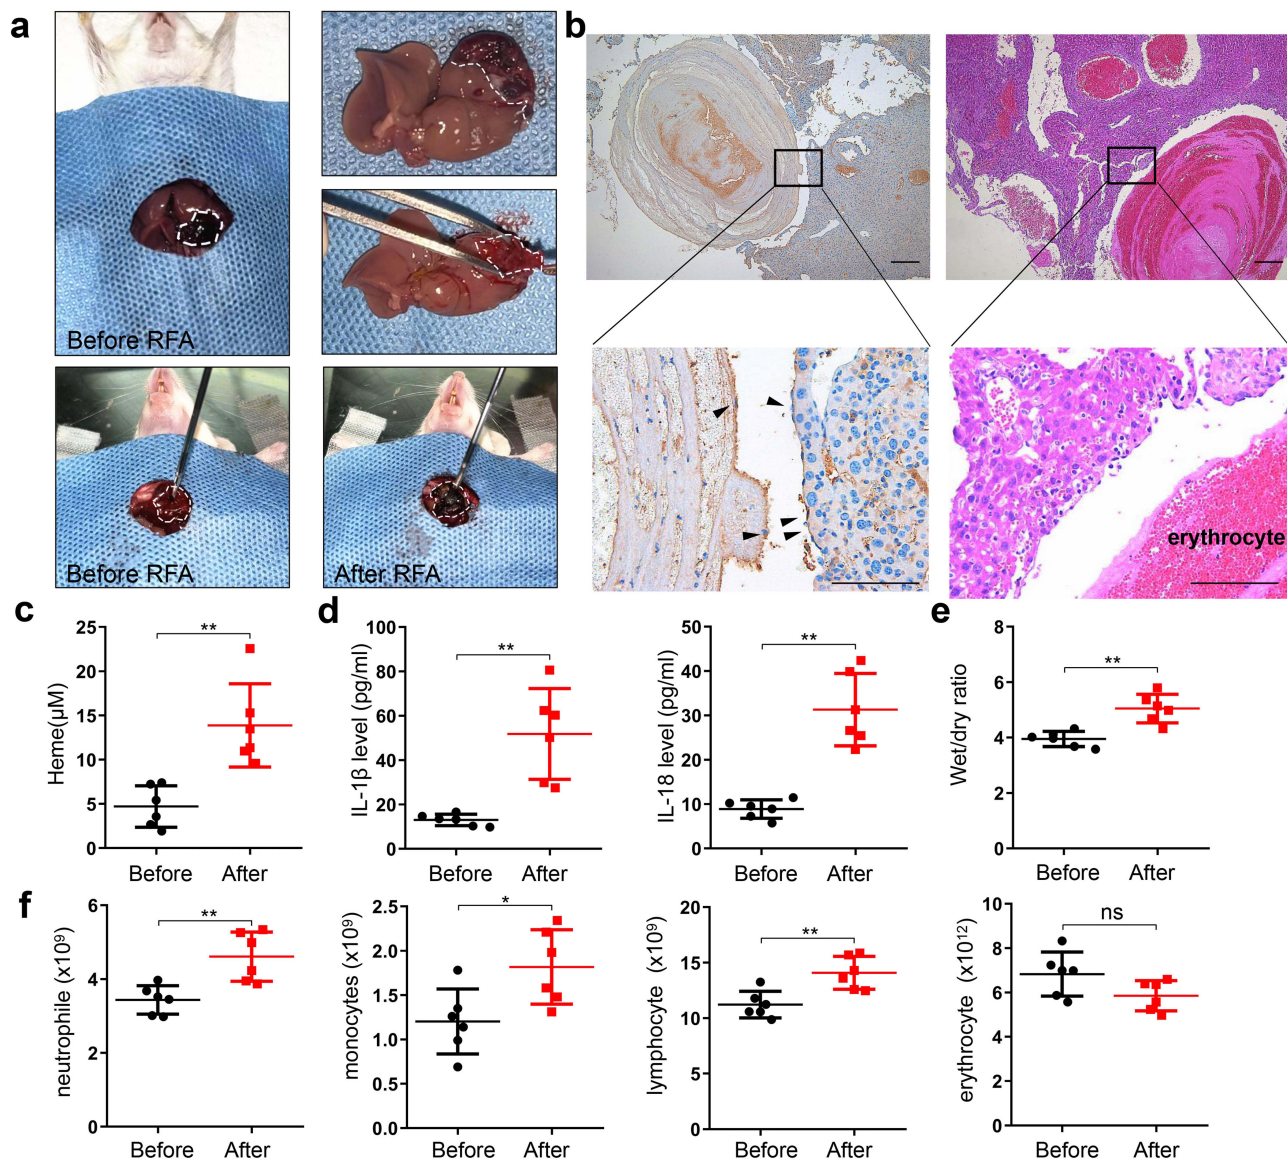 a
Before RFA
Before RFA
After RFA
b
erythrocyte
c
Heme(μM)
25
20
15
10
5
0
**
Before
After
d
IL-1β level (pg/ml)
100
80
60
40
20
0
**
Before
After
IL-18 level (pg/ml)
50
40
30
20
10
0
**
Before
After
e
Wet/dry ratio
8
6
4
2
0
**
Before
After
f
neutrophile (x10⁹)
6
4
2
0
**
Before
After
monocytes (x10⁹)
2.5
2.0
1.5
1.0
0.5
0.0
*
Before
After
lymphocyte (x10⁹)
20
15
10
5
0
**
Before
After
erythrocyte (x10¹²)
10
8
6
4
2
0
ns
Before
After